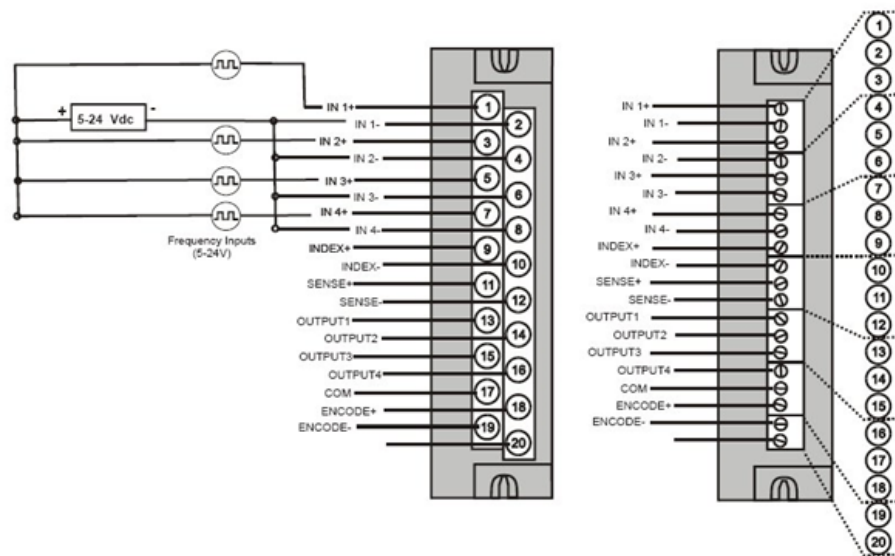 5-24 Vdc
+
-
Frequency Inputs
(5-24V)
IN 1+
IN 1-
IN 2+
IN 2-
IN 3+
IN 3-
IN 4+
IN 4-
INDEX+
INDEX-
SENSE+
SENSE-
OUTPUT1
OUTPUT2
OUTPUT3
OUTPUT4
COM
ENCODE+
ENCODE-
1
2
3
4
5
6
7
8
9
10
11
12
13
14
15
16
17
18
19
20
IN 1+
IN 1-
IN 2+
IN 2-
IN 3+
IN 3-
IN 4+
IN 4-
INDEX+
INDEX-
SENSE+
SENSE-
OUTPUT1
OUTPUT2
OUTPUT3
OUTPUT4
COM
ENCODE+
ENCODE-
1
2
3
4
5
6
7
8
9
10
11
12
13
14
15
16
17
18
19
20